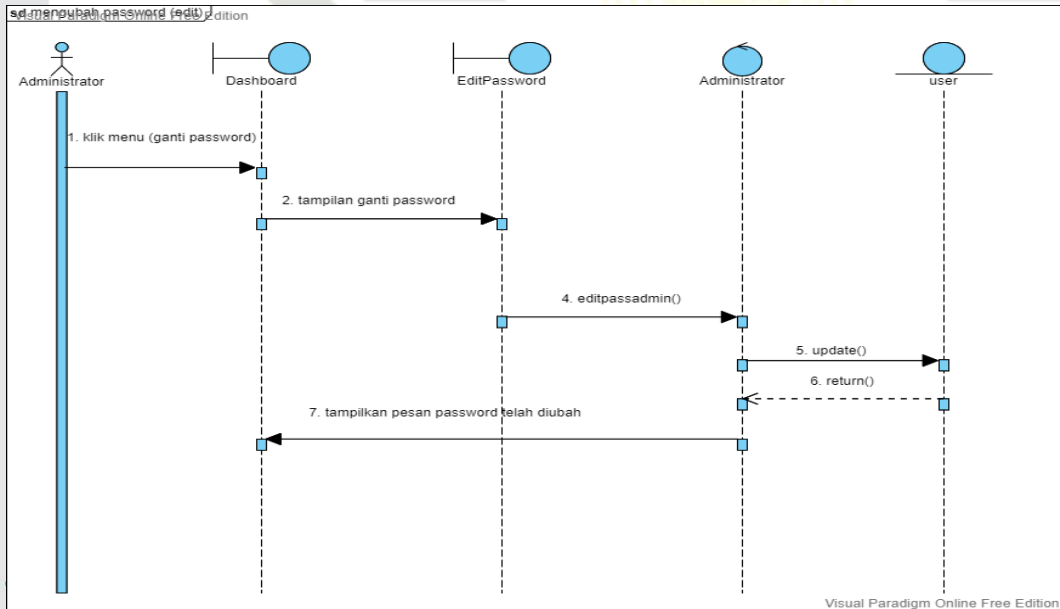 sd mengubah password (edit)
Visual Paradigm Online Free Edition
Administrator
Dashboard
EditPassword
Administrator
user
1. klik menu (ganti password)
2. tampilan ganti password
4. editpassadmin()
5. update()
6. return()
7. tampilkan pesan password telah diubah
Visual Paradigm Online Free Edition